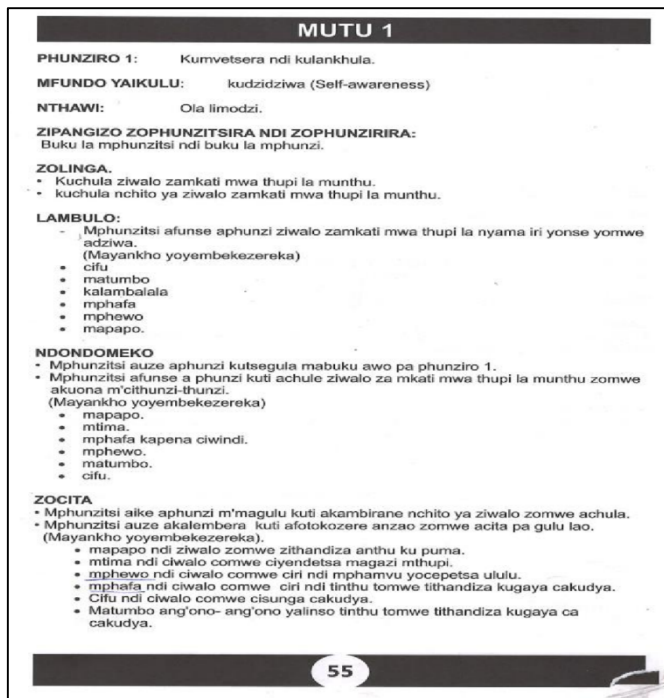 MUTU 1
PHUNZIRO 1: Kumvetsera ndi kulankhula.
MFUNDO YAIKULU: kudzidziwa (Self-awareness)
NTHAWI: Ola limodzi.
ZIPANGIZO ZOPHUNZITSIRA NDI ZOPHUNZIRIRA:
Buku la mphunzitsi ndi buku la mphunzi.
ZOLINGA.
• Kuchula ziwalo zamkati mwa thupi la munthu.
• kuchula nchito ya ziwalo zamkati mwa thupi la munthu.
LAMBULO:
- Mphunzitsi afunse aphunzi ziwalo zamkati mwa thupi la nyama iri yonse yomwe
adziwa.
(Mayankho yoyembekezereka)
• cifu
• matumbo
• kalambalala
• mphafa
• mphewo
• mapapo.
NDONDOMEKO
• Mphunzitsi auze aphunzi kutsegula mabuku awo pa phunziro 1.
• Mphunzitsi afunse a phunzi kuti achule ziwalo za mkati mwa thupi la munthu zomwe
akuona m'cithunzi-thunzi.
(Mayankho yoyembekezereka)
• mapapo.
• mtima.
• mphafa kapena ciwindi.
• mphewo.
• matumbo.
• cifu.
ZOCITA
• Mphunzitsi aike aphunzi m'magulu kuti akambirane nchito ya ziwalo zomwe achula.
• Mphunzitsi auze akalembera kuti afotokozere anzao zomwe acita pa gulu lao.
(Mayankho yoyembekezereka).
• mapapo ndi ziwalo zomwe zithandiza anthu ku puma.
• mtima ndi ciwalo comwe ciyendetsa magazi mthupi.
• mphewo ndi ciwalo comwe ciri ndi mphamvu yocepetsa ululu.
• mphafa ndi ciwalo comwe ciri ndi tinthu tomwe tithandiza kugaya cakudya.
• Cifu ndi ciwalo comwe cisunga cakudya.
• Matumbo ang'ono- ang'ono yalinso tinthu tomwe tithandiza kugaya ca
cakudya.
55